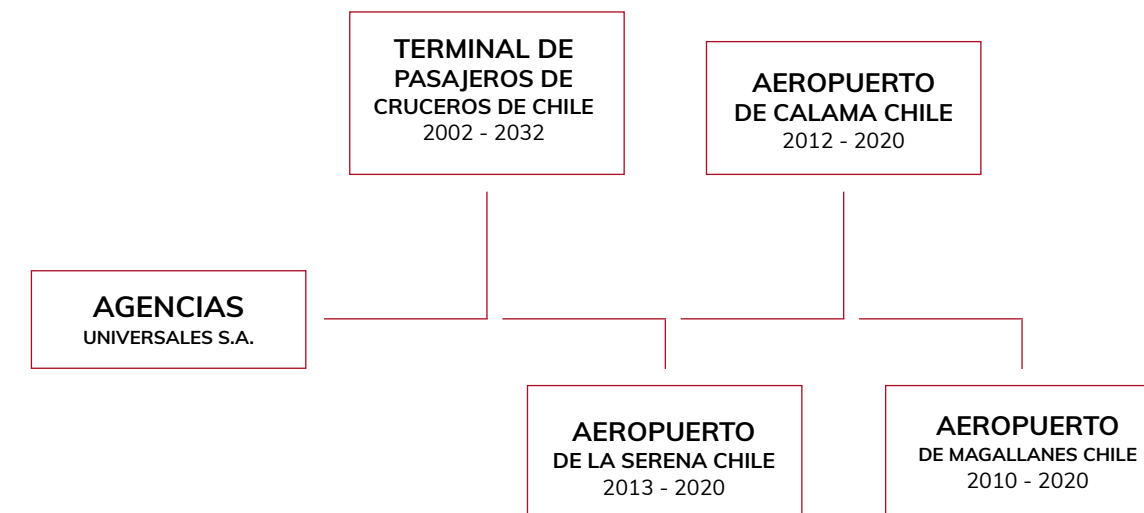 TERMINAL DE
PASAJEROS DE
CRUCEROS DE CHILE
2002 - 2032
AEROPUERTO
DE CALAMA CHILE
2012 - 2020
AGENCIAS
UNIVERSALES S.A.
AEROPUERTO
DE LA SERENA CHILE
2013 - 2020
AEROPUERTO
DE MAGALLANES CHILE
2010 - 2020